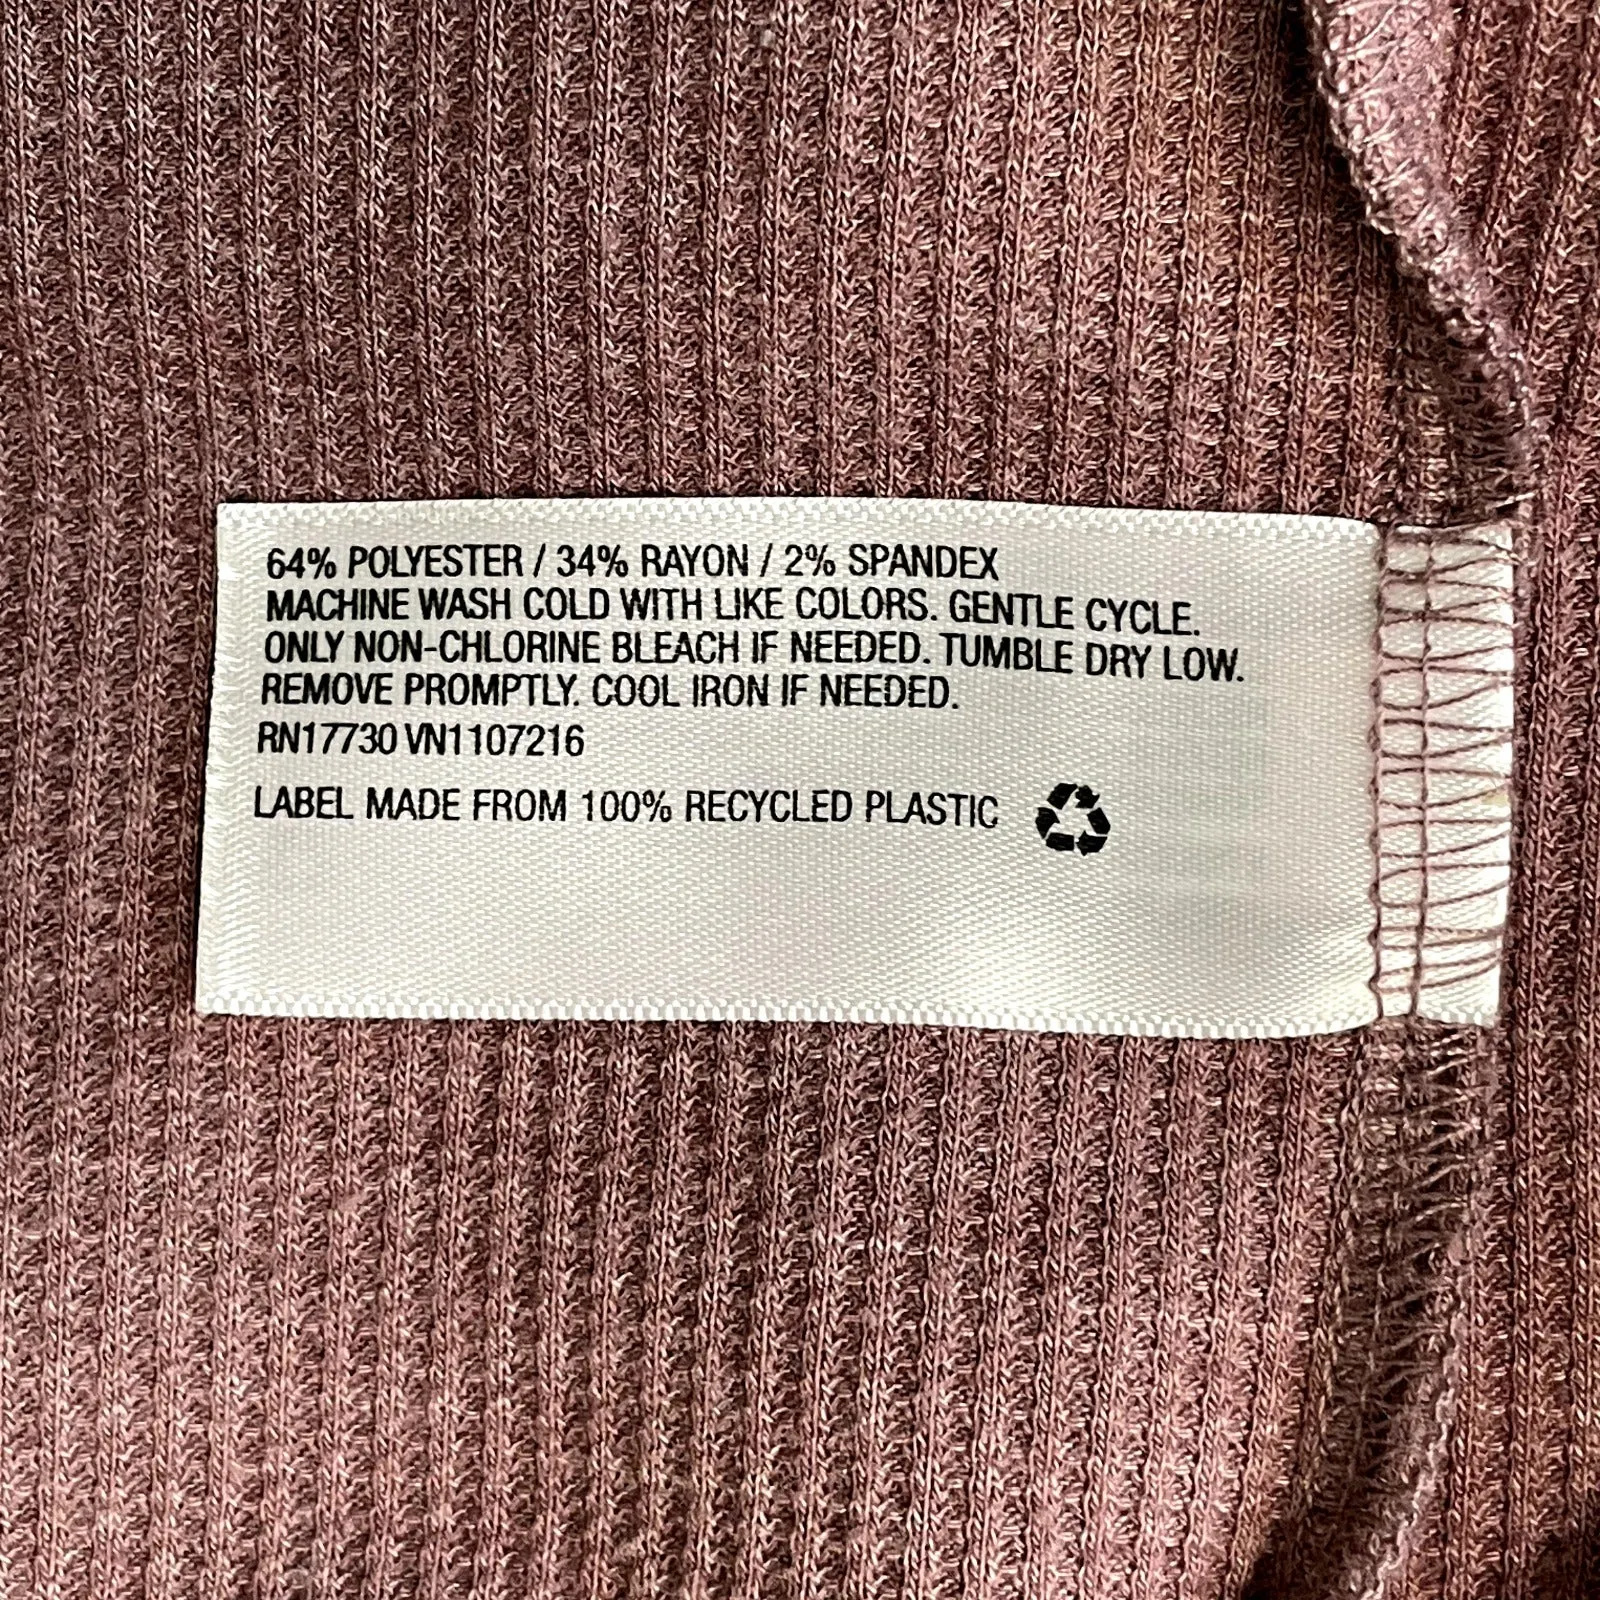 64% POLYESTER / 34% RAYON / 2% SPANDEX
MACHINE WASH COLD WITH LIKE COLORS. GENTLE CYCLE.
ONLY NON-CHLORINE BLEACH IF NEEDED. TUMBLE DRY LOW.
REMOVE PROMPTLY. COOL IRON IF NEEDED.
RN17730 VN1107216
LABEL MADE FROM 100% RECYCLED PLASTIC